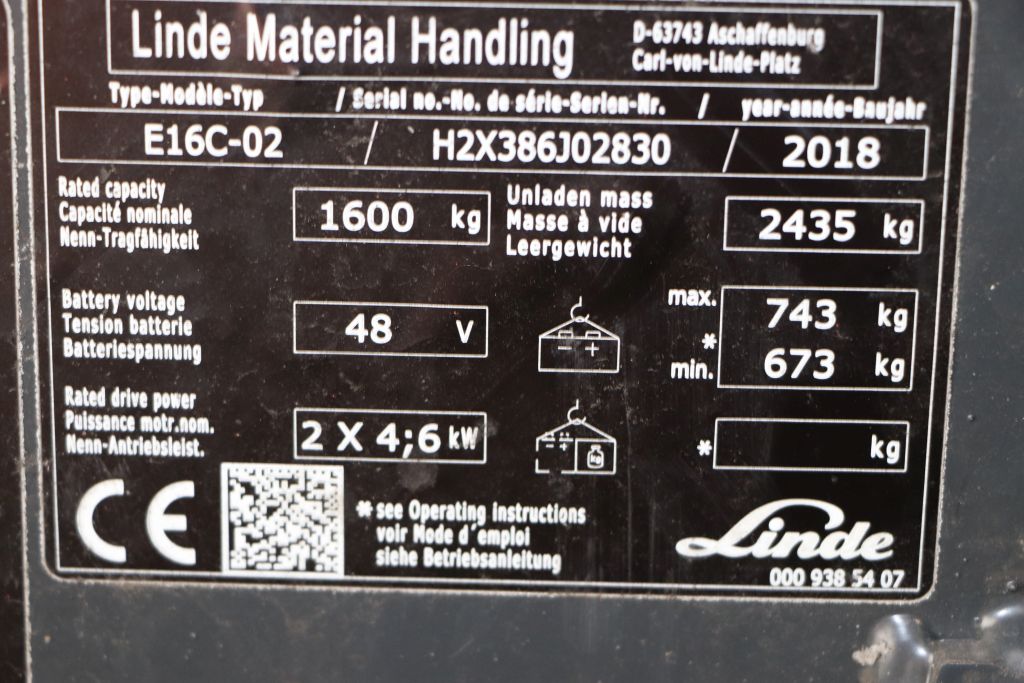 Linde Material Handling
D-63743 Aschaffenburg
Carl-von-Linde-Platz
Type-Modèle-Typ / Serial no.-No. de série-Serien-Nr. / year-année-Baujahr
E16C-02 / H2X386J02830 / 2018
Rated capacity
Capacité nominale
Nenn-Tragfähigkeit
1600 kg
Unladen mass
Masse à vide
Leergewicht
2435 kg
Battery voltage
Tension batterie
Batteriespannung
48 V
- +
max. 743 kg
*
min. 673 kg
Rated drive power
Puissance motr.nom.
Nenn-Antriebsleist.
2 X 4;6 kW
- + kg
* kg
CE
* see Operating instructions
voir Mode d'emploi
siehe Betriebsanleitung
Linde
000 938 54 07